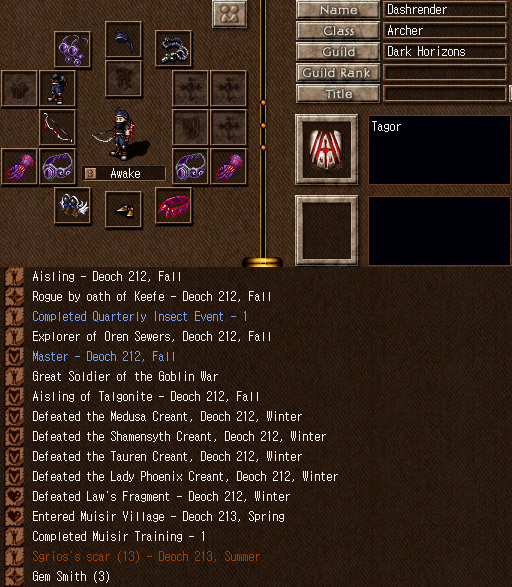 Name
Dashrender
Class
Archer
Guild
Dark Horizons
Guild Rank
Title
Tagor
Awake
Aisling - Deoch 212, Fall
Rogue by oath of Keefe - Deoch 212, Fall
Completed Quarterly Insect Event - 1
Explorer of Oren Sewers, Deoch 212, Fall
Master - Deoch 212, Fall
Great Soldier of the Goblin War
Aisling of Talgonite - Deoch 212, Fall
Defeated the Medusa Creant, Deoch 212, Winter
Defeated the Shamensyth Creant, Deoch 212, Winter
Defeated the Tauren Creant, Deoch 212, Winter
Defeated the Lady Phoenix Creant, Deoch 212, Winter
Defeated Law's Fragment - Deoch 212, Winter
Entered Muisir Village - Deoch 213, Spring
Completed Muisir Training - 1
Sgrios's scar (13) - Deoch 213, Summer
Gem Smith (3)